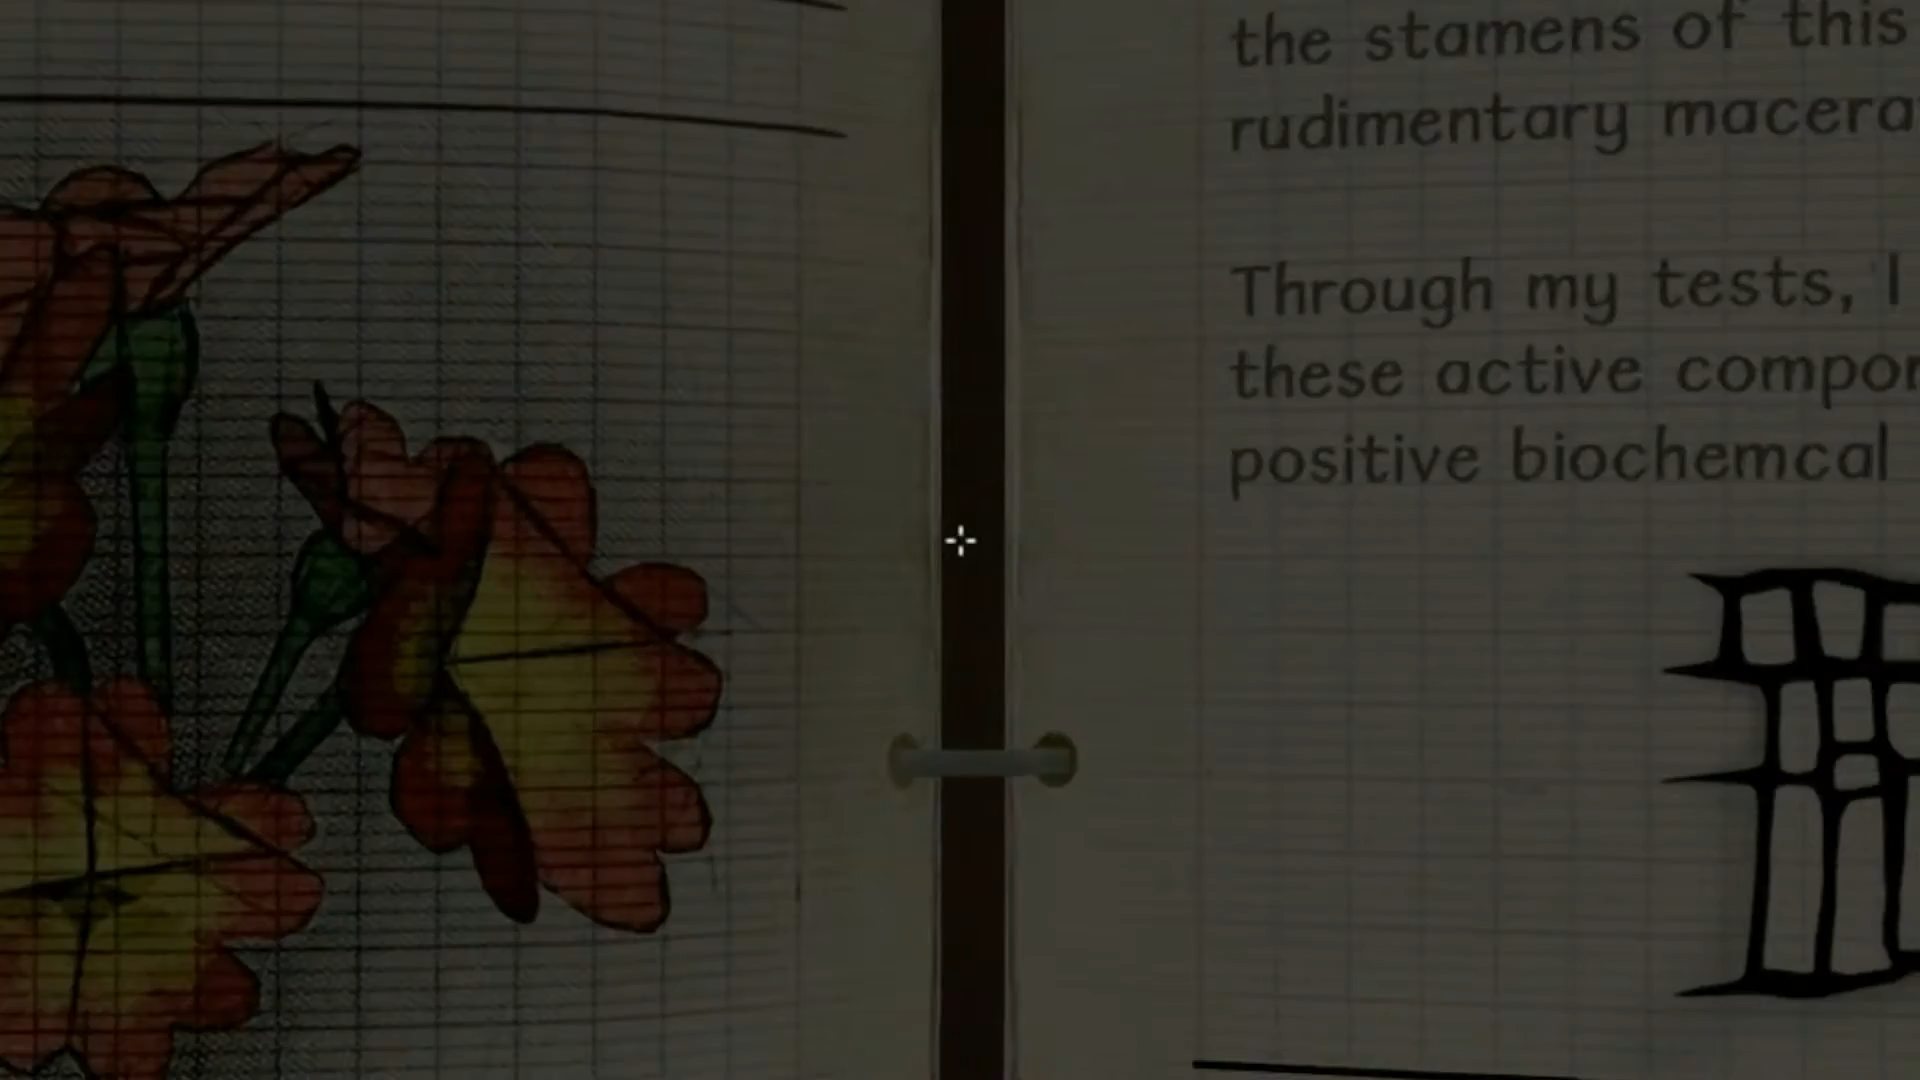 the stamens of this
rudimentary macera
Through my tests, I
these active compon
positive biochemcal